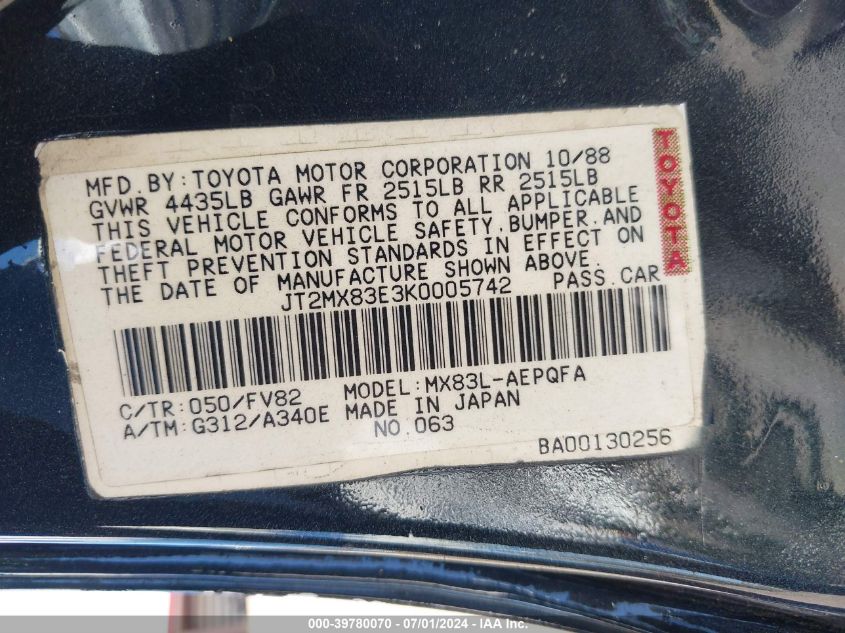 MFD.BY:TOYOTA MOTOR CORPORATION 10/88
GVWR 4435LB GAWR FR 2515LB RR 2515LB
THIS VEHICLE CONFORMS TO ALL APPLICABLE
FEDERAL MOTOR VEHICLE SAFETY,BUMPER,AND
THEFT PREVENTION STANDARDS IN EFFECT ON
THE DATE OF MANUFACTURE SHOWN ABOVE.
JT2MX83E3K0005742 PASS.CAR
TOYOTA
C/TR:050/FV82 MODEL:MX83L-AEPQFA
A/TM:G312/A340E MADE IN JAPAN
NO.063
BA00130256
000-39780070 - 07/01/2024 - IAA Inc.